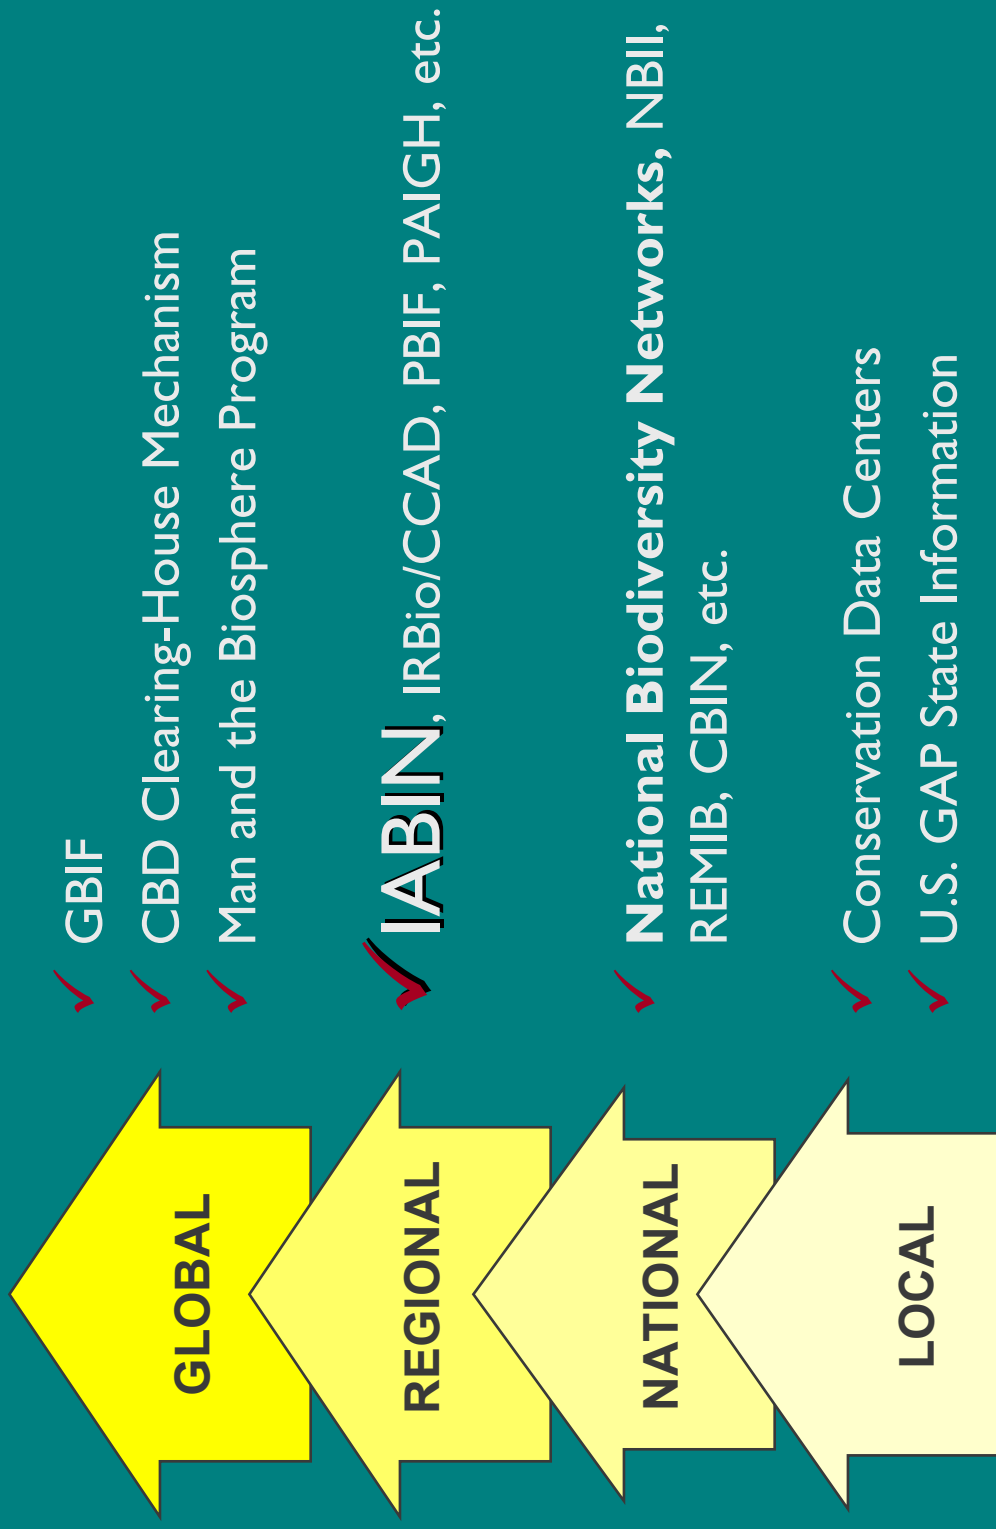 GLOBAL
GBIF
CBD Clearing-House Mechanism
Man and the Biosphere Program
REGIONAL
IABIN, IRBio/CCAD, PBIF, PAIGH, etc.
NATIONAL
National Biodiversity Networks, NBII,
REMIB, CBIN, etc.
LOCAL
Conservation Data Centers
U.S. GAP State Information